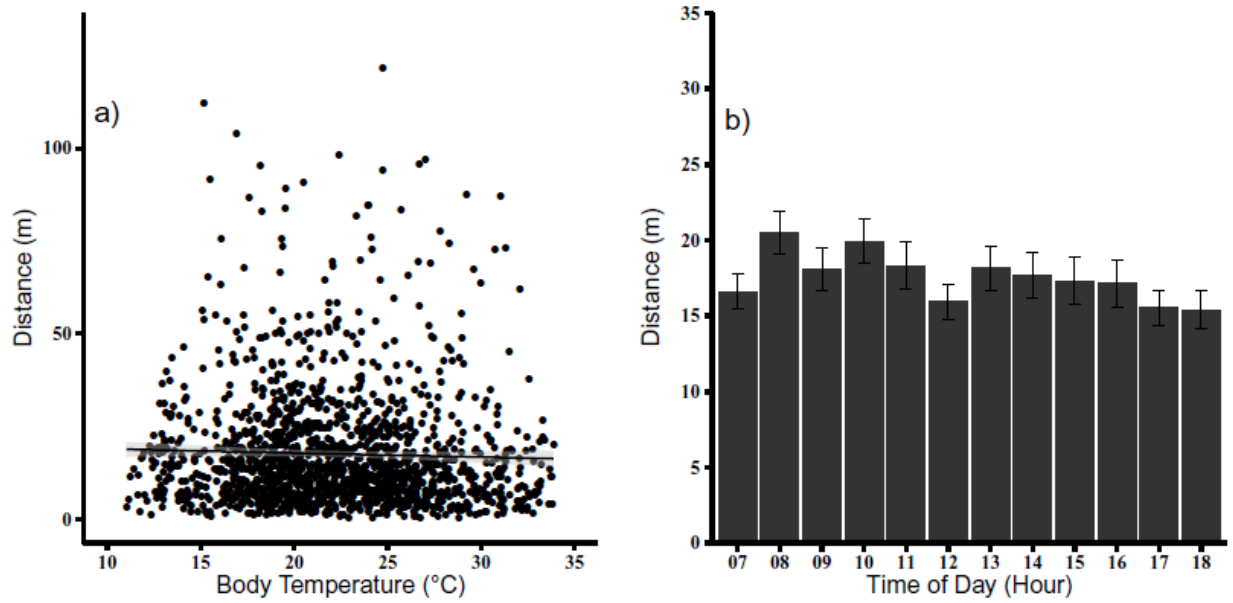 a)
100
50
0
Distance (m)
10 15 20 25 30 35
Body Temperature (°C)
b)
35
30
25
20
15
10
5
0
Distance (m)
07 08 09 10 11 12 13 14 15 16 17 18
Time of Day (Hour)